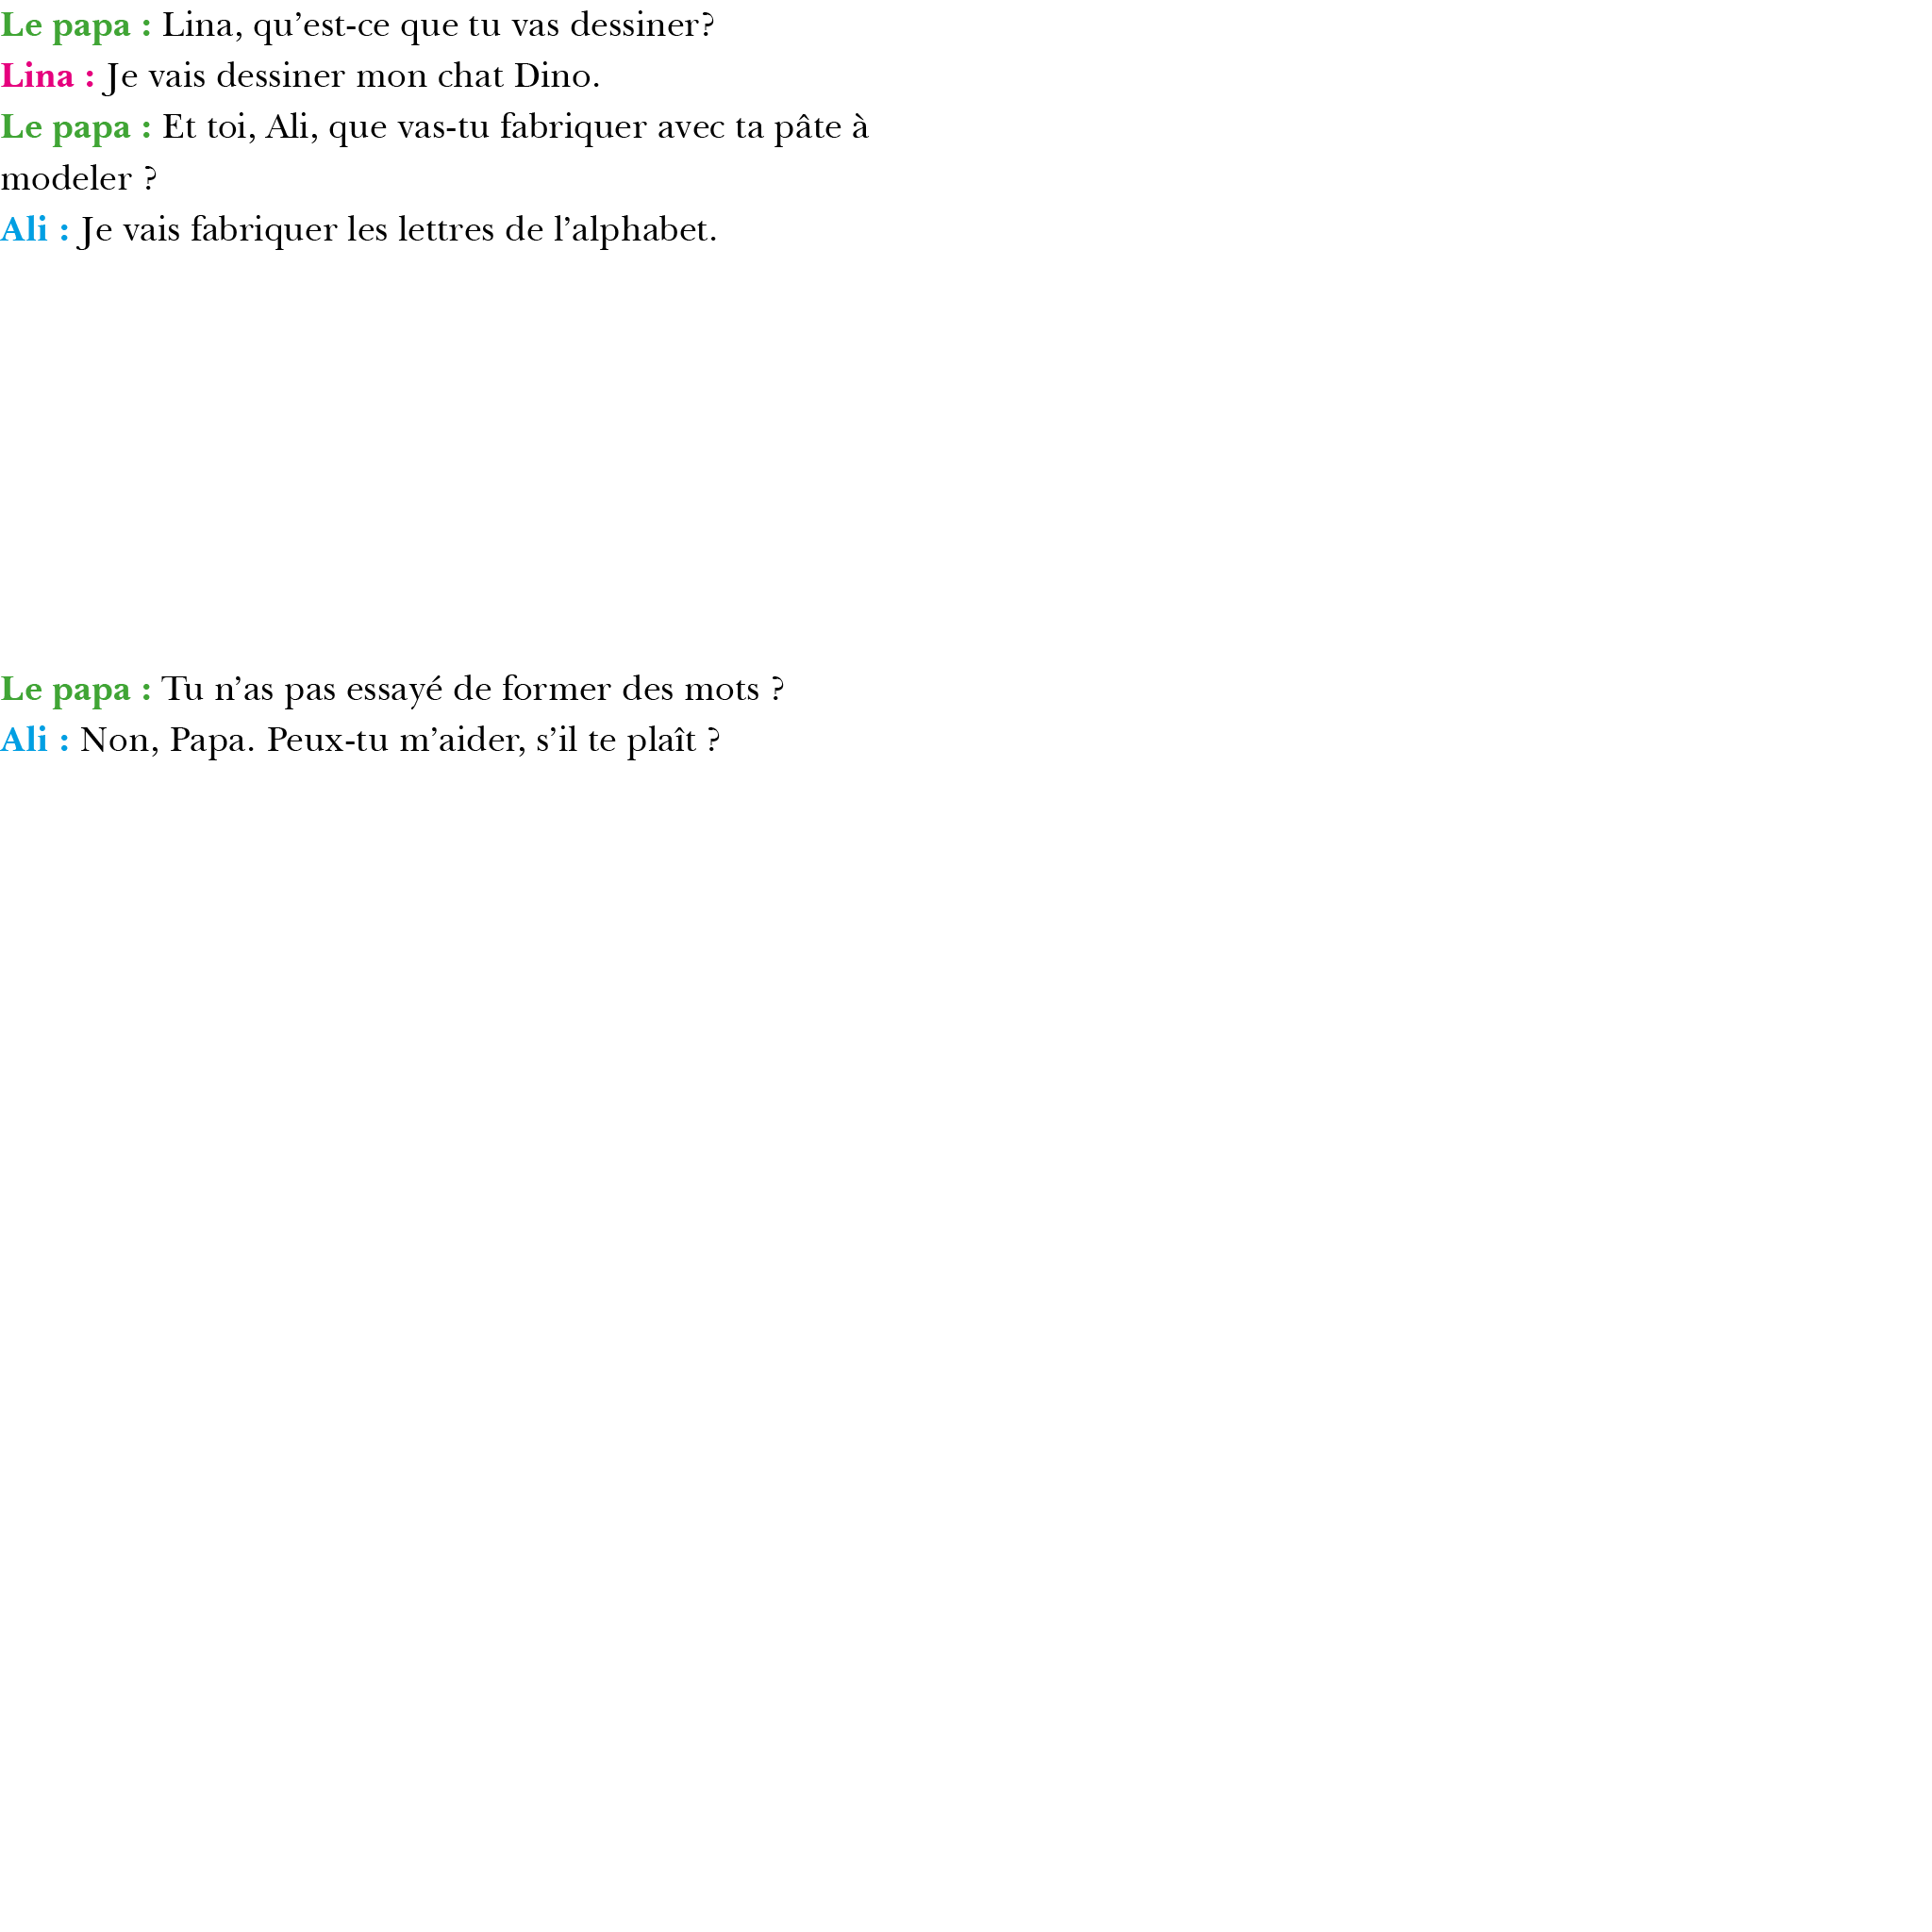 Le papa : Lina, qu’est-ce que tu vas dessiner?
Lina : Je vais dessiner mon chat Dino.
Le papa : Et toi, Ali, que vas-tu fabriquer avec ta pâte à
modeler ?
Ali : Je vais fabriquer les lettres de l’alphabet.
Le papa : Tu n’as pas essayé de former des mots ?
Ali : Non, Papa. Peux-tu m’aider, s’il te plaît ?